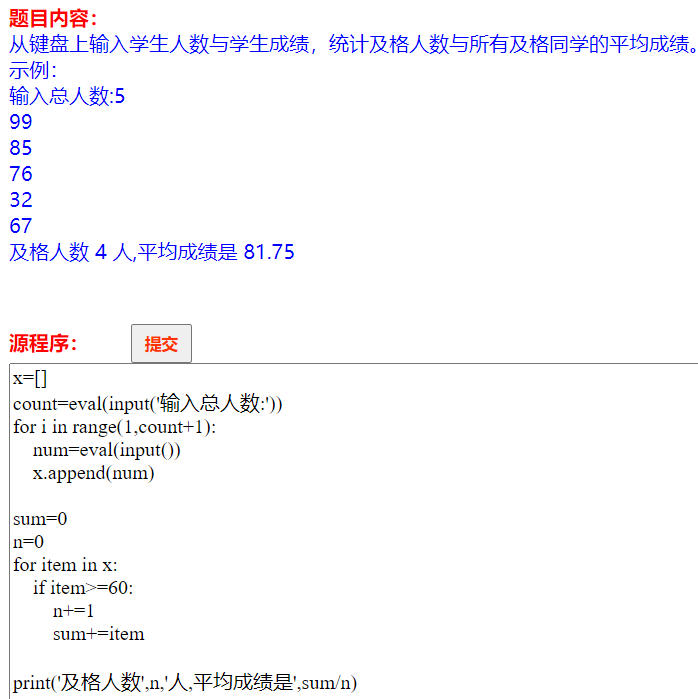 题目内容：
从键盘上输入学生人数与学生成绩，统计及格人数与所有及格同学的平均成绩。
示例：
输入总人数:5
99
85
76
32
67
及格人数 4 人,平均成绩是 81.75
源程序： 提交
x=[]
count=eval(input('输入总人数:'))
for i in range(1,count+1):
    num=eval(input())
    x.append(num)

sum=0
n=0
for item in x:
    if item>=60:
        n+=1
        sum+=item

print('及格人数',n,'人,平均成绩是',sum/n)